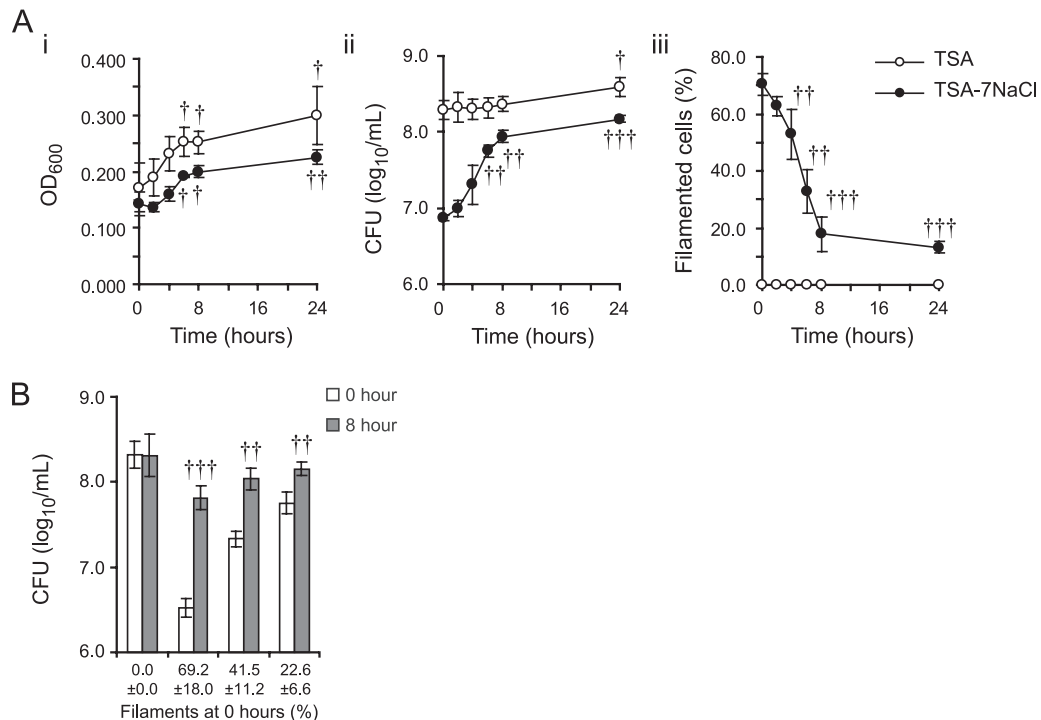 A
i
0.400
0.300
0.200
0.100
0.000
OD600
0
8
16
24
Time (hours)
†
†
†
†
†
††
ii
9.0
8.0
7.0
6.0
CFU (log10/mL)
0
8
16
24
Time (hours)
†
††
††
†††
iii
80.0
60.0
40.0
20.0
0.0
Filamented cells (%)
0
8
16
24
Time (hours)
††
††
†††
†††
TSA
TSA-7NaCl
B
9.0
8.0
7.0
6.0
CFU (log10/mL)
0 hour
8 hour
†††
††
††
0.0 69.2 41.5 22.6
±0.0 ±18.0 ±11.2 ±6.6
Filaments at 0 hours (%)